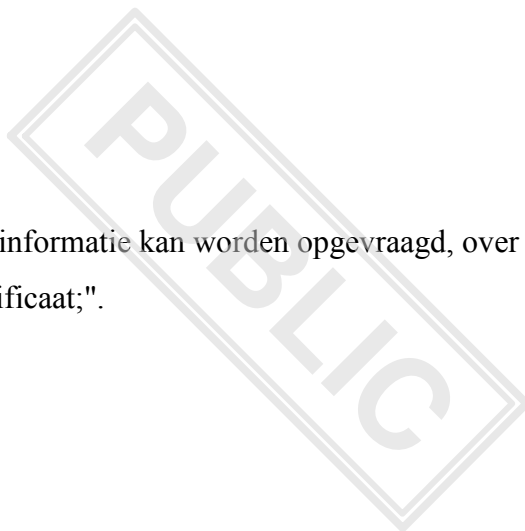 informatie kan worden opgevraagd, over
ificaat;".
PUBLIC